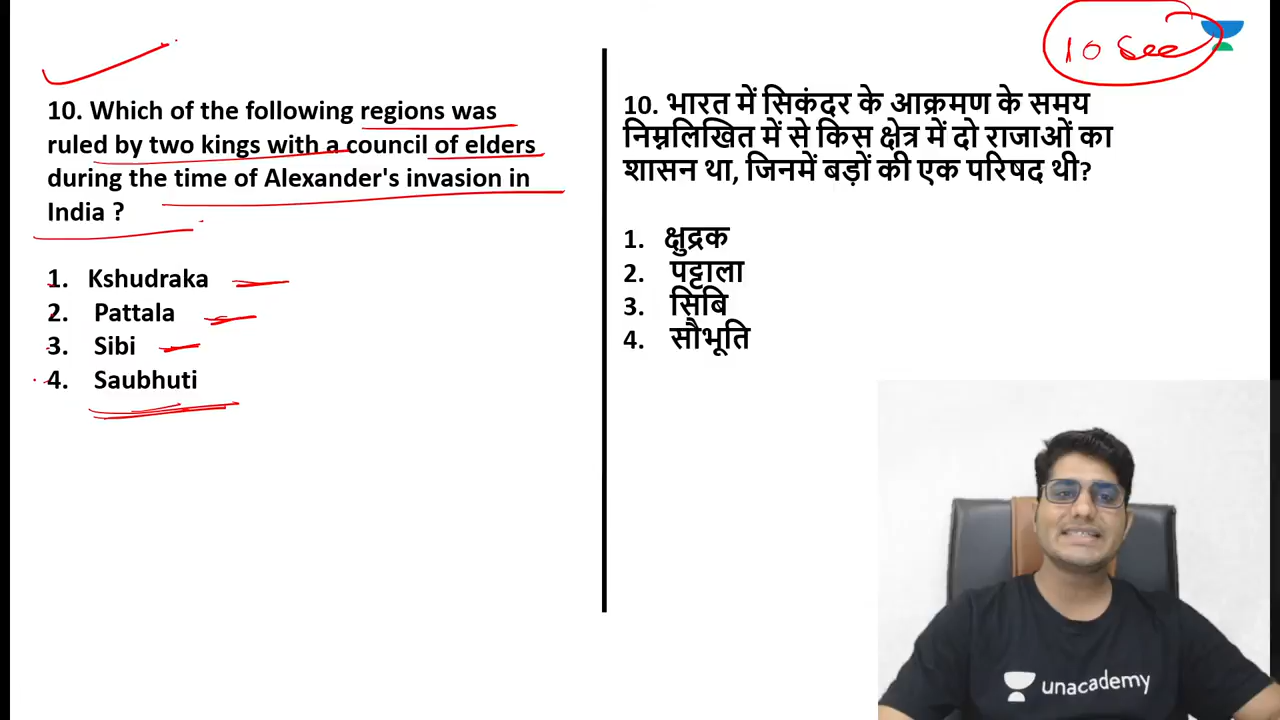 10 Sec
10. Which of the following regions was
ruled by two kings with a council of elders
during the time of Alexander's invasion in
India ?
1. Kshudraka
2. Pattala
3. Sibi
4. Saubhuti
10. भारत में सिकंदर के आक्रमण के समय
निम्नलिखित में से किस क्षेत्र में दो राजाओं का
शासन था, जिनमें बड़ों की एक परिषद थी?
1. क्षुद्रक
2. पट्टाला
3. सिबि
4. सौभूति
unacademy